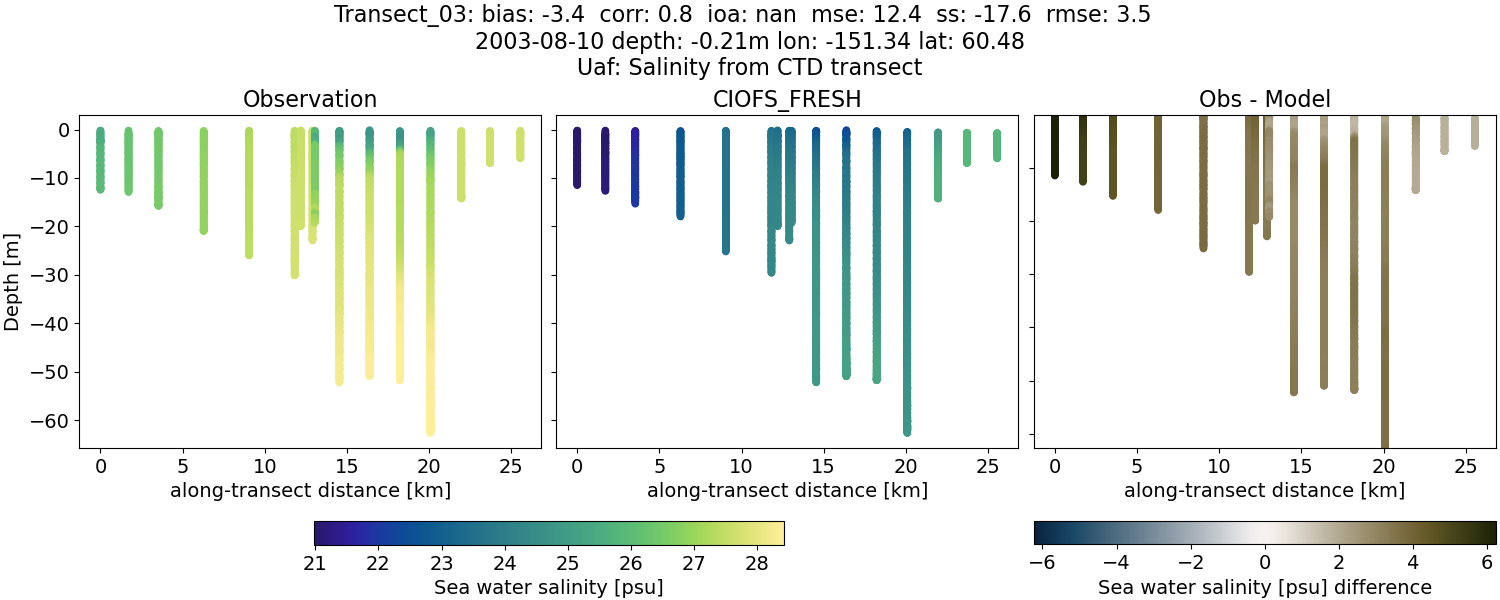 Transect_03: bias: -3.4  corr: 0.8  ioa: nan  mse: 12.4  ss: -17.6  rmse: 3.5
2003-08-10 depth: -0.21m lon: -151.34 lat: 60.48
Uaf: Salinity from CTD transect
Observation
CIOFS_FRESH
Obs - Model
Depth [m]
0
−10
−20
−30
−40
−50
−60
0 5 10 15 20 25
0 5 10 15 20 25
0 5 10 15 20 25
along-transect distance [km]
along-transect distance [km]
along-transect distance [km]
21 22 23 24 25 26 27 28
Sea water salinity [psu]
−6 −4 −2 0 2 4 6
Sea water salinity [psu] difference